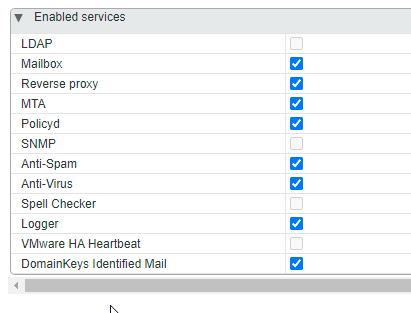 Enabled services
LDAP
Mailbox
Reverse proxy
MTA
Policyd
SNMP
Anti-Spam
Anti-Virus
Spell Checker
Logger
VMware HA Heartbeat
DomainKeys Identified Mail